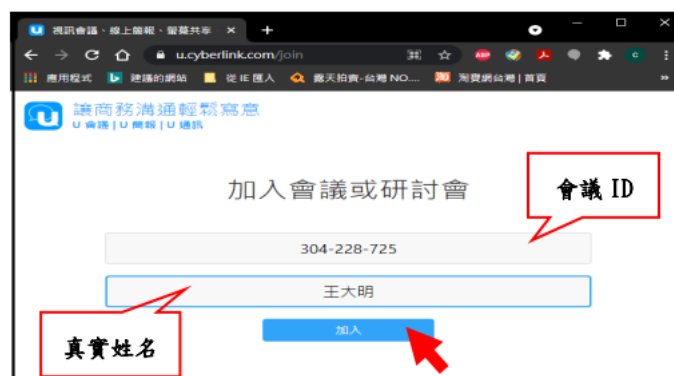 視訊會議、線上簡報、螢幕共享
u.cyberlink.com/join
應用程式 建議的網站 從 IE 匯入 露天拍賣-台灣 NO.... 淘寶網台灣 | 首頁
讓商務溝通輕鬆寫意
U 會議 | U 簡報 | U 通訊
加入會議或研討會
會議 ID
304-228-725
王大明
加入
真實姓名